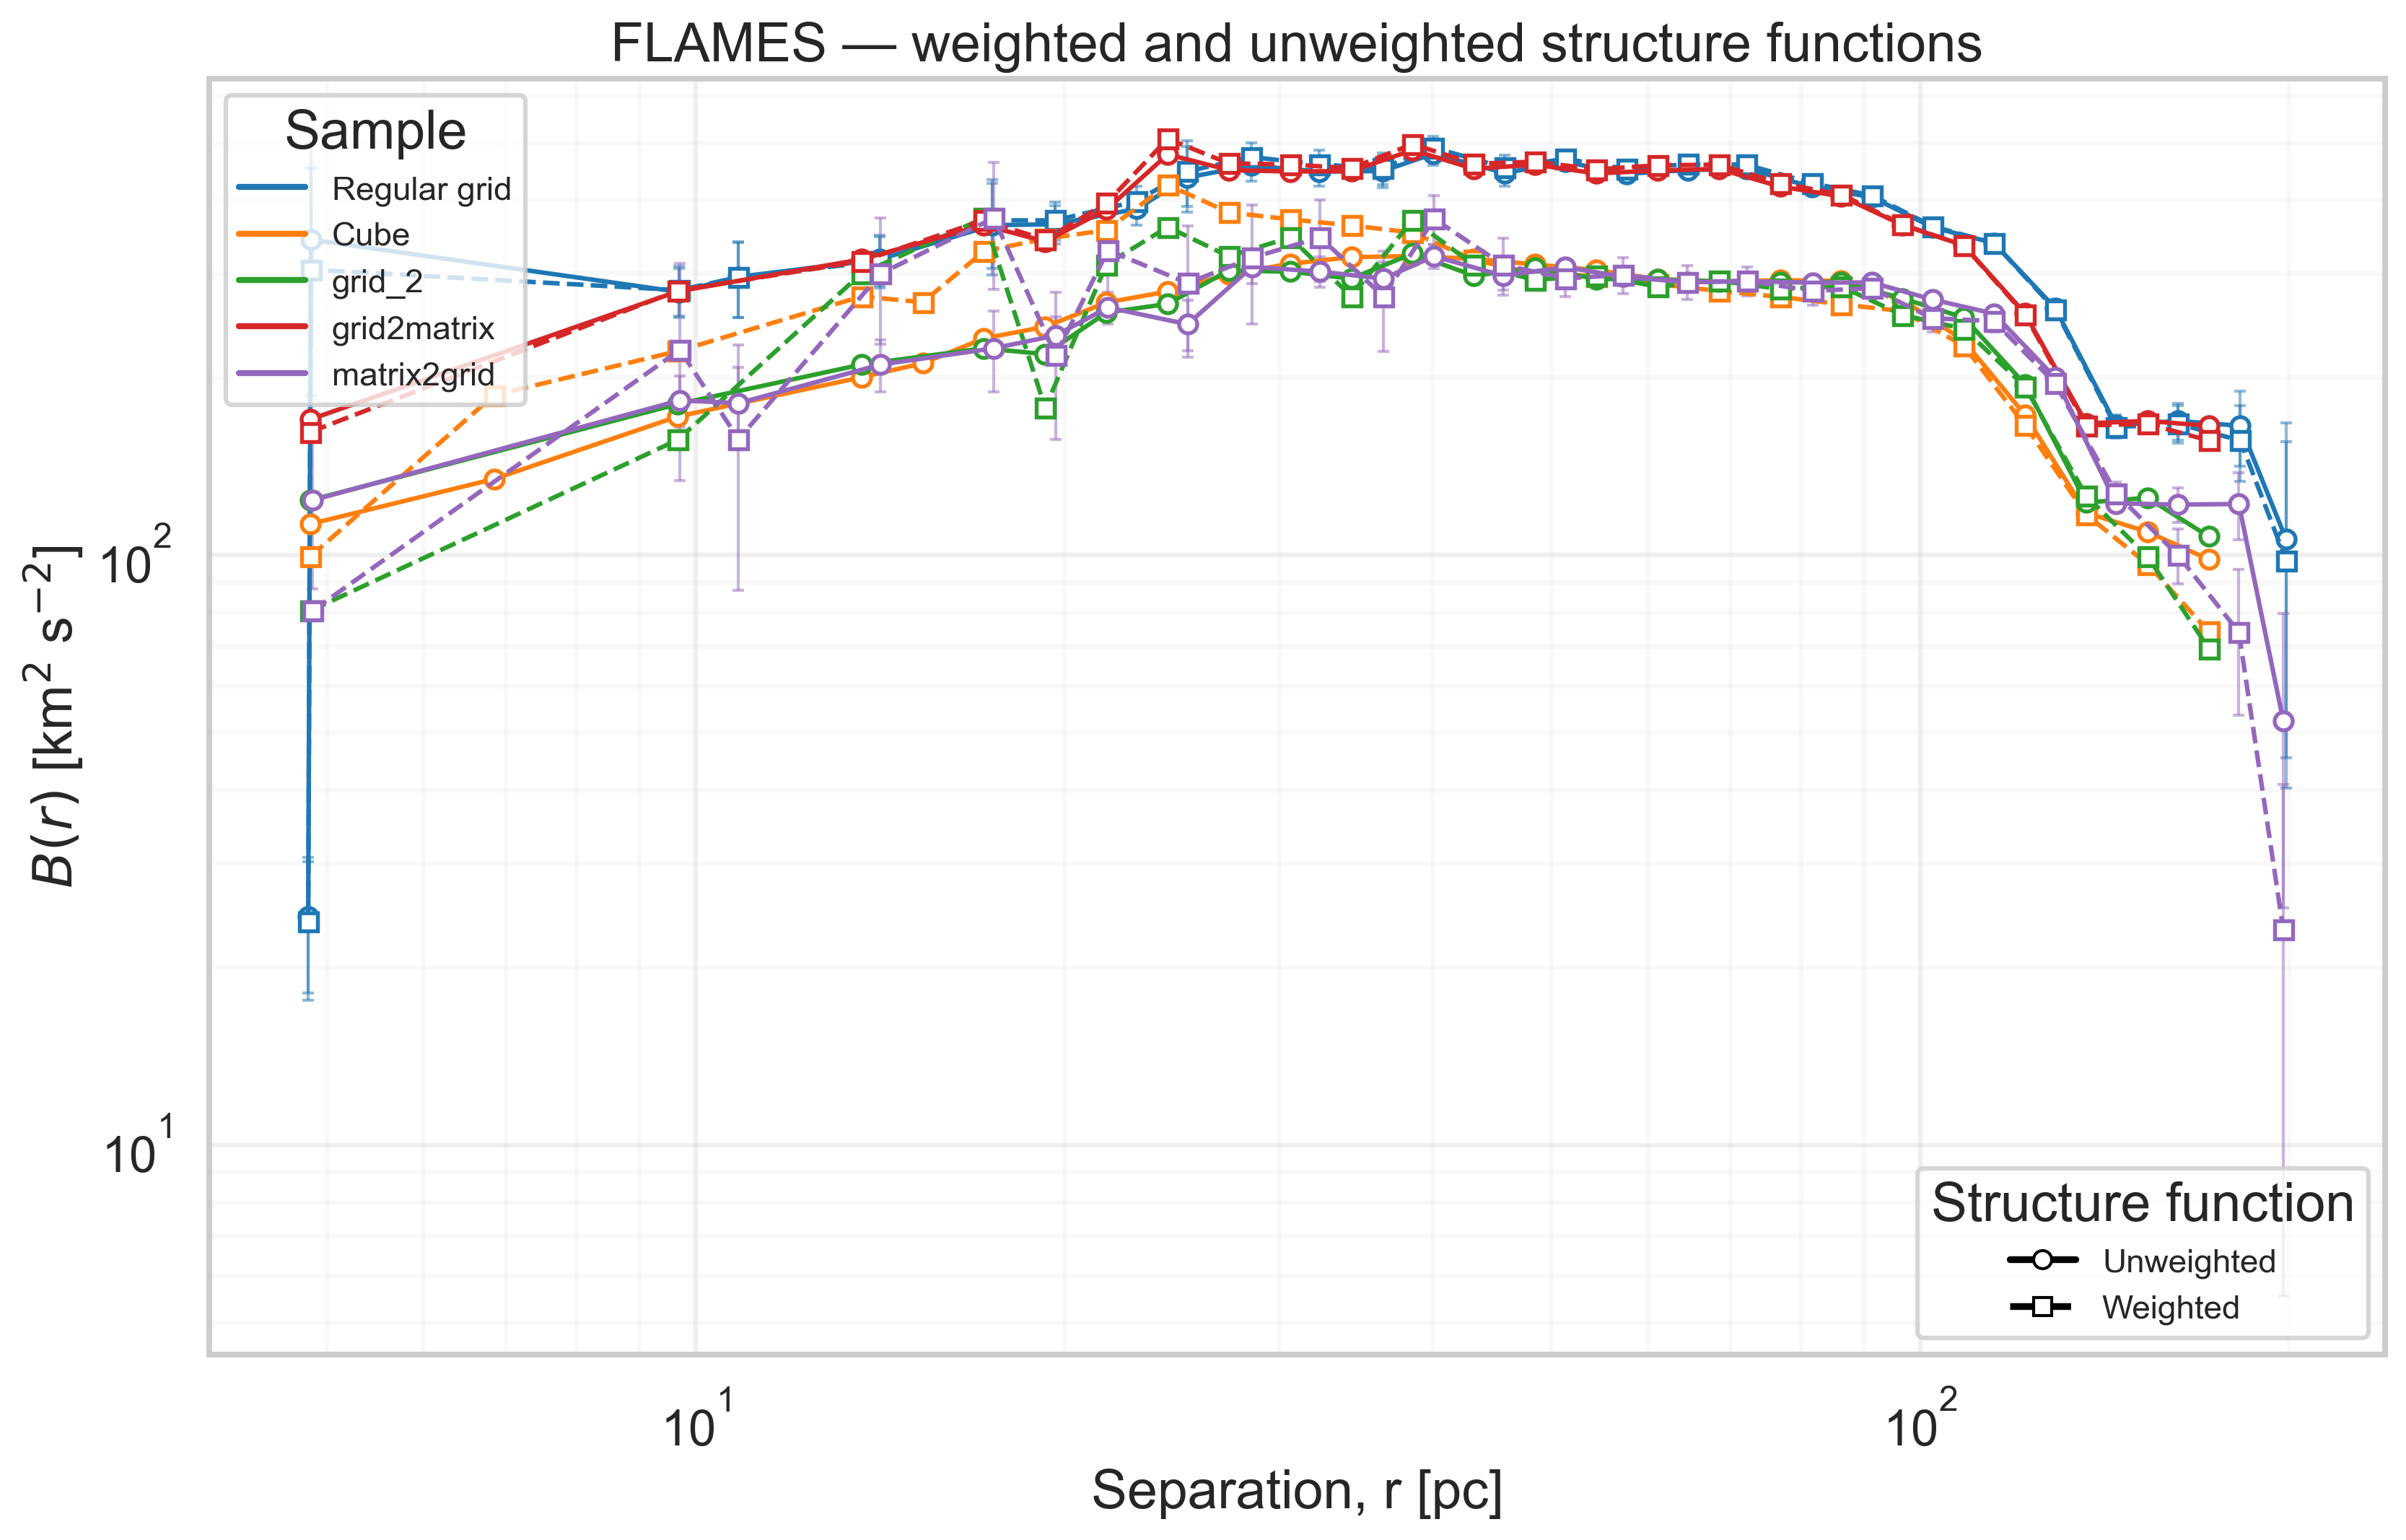 FLAMES — weighted and unweighted structure functions
Sample
Regular grid
Cube
grid_2
grid2matrix
matrix2grid
B(r) [km² s⁻²]
10²
10¹
Structure function
Unweighted
Weighted
10¹
10²
Separation, r [pc]